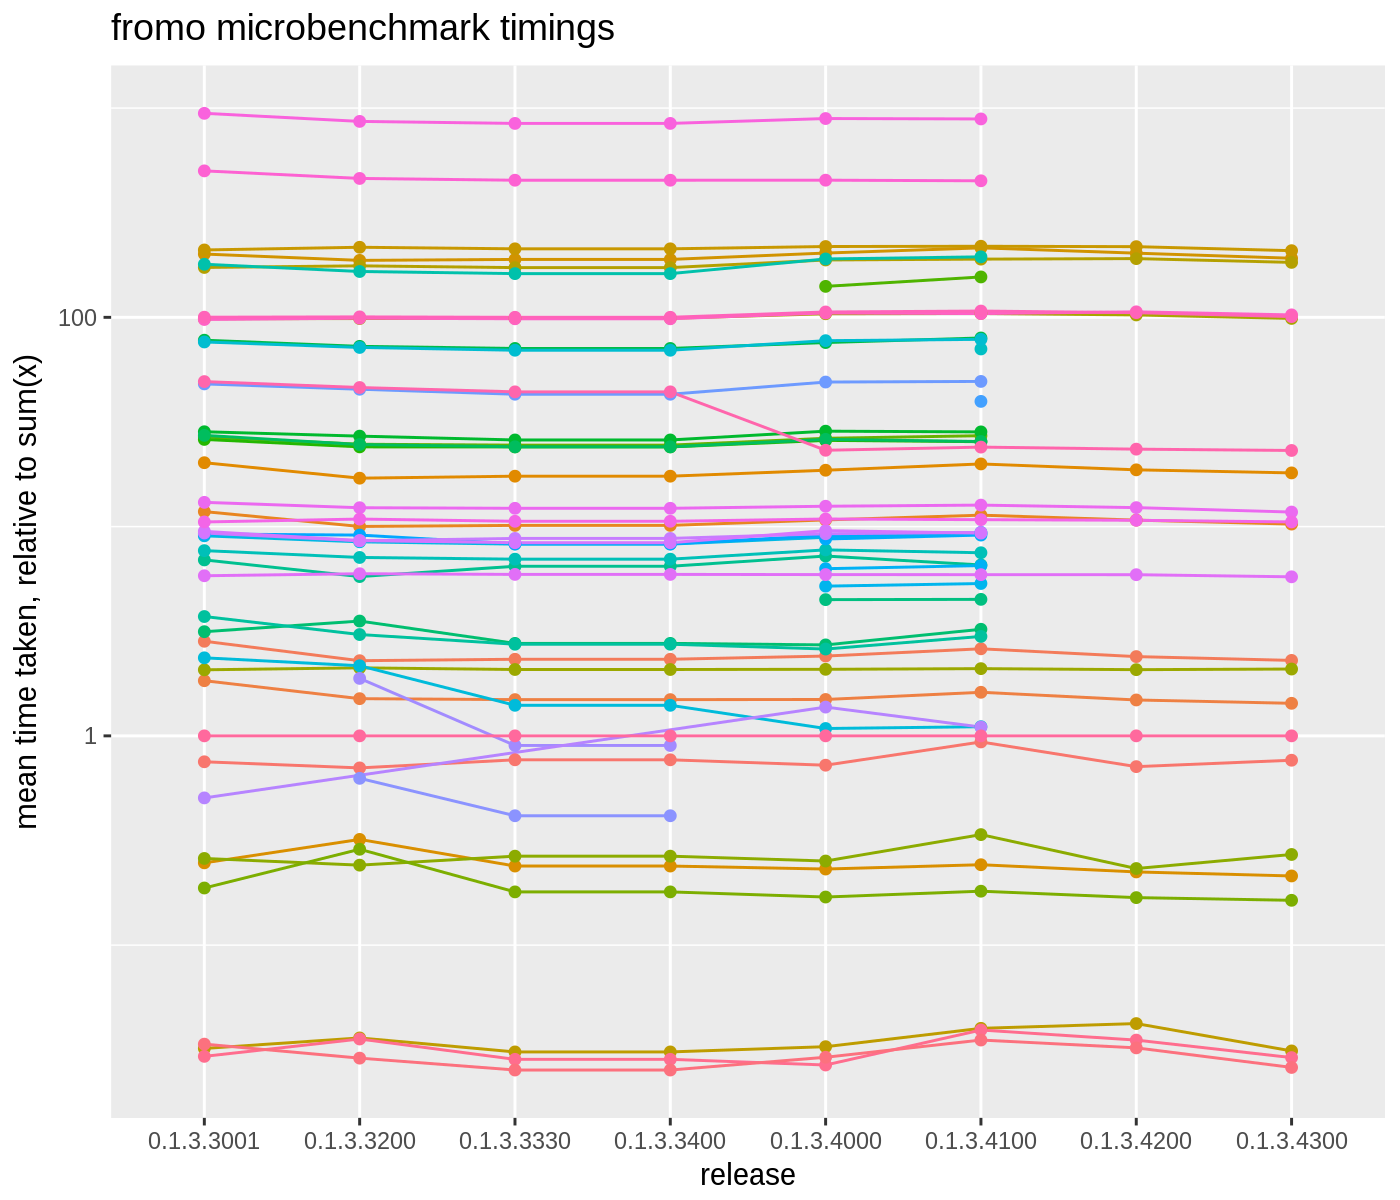 fromo microbenchmark timings
mean time taken, relative to sum(x)
100
1
0.1.3.3001 0.1.3.3200 0.1.3.3330 0.1.3.3400 0.1.3.4000 0.1.3.4100 0.1.3.4200 0.1.3.4300
release